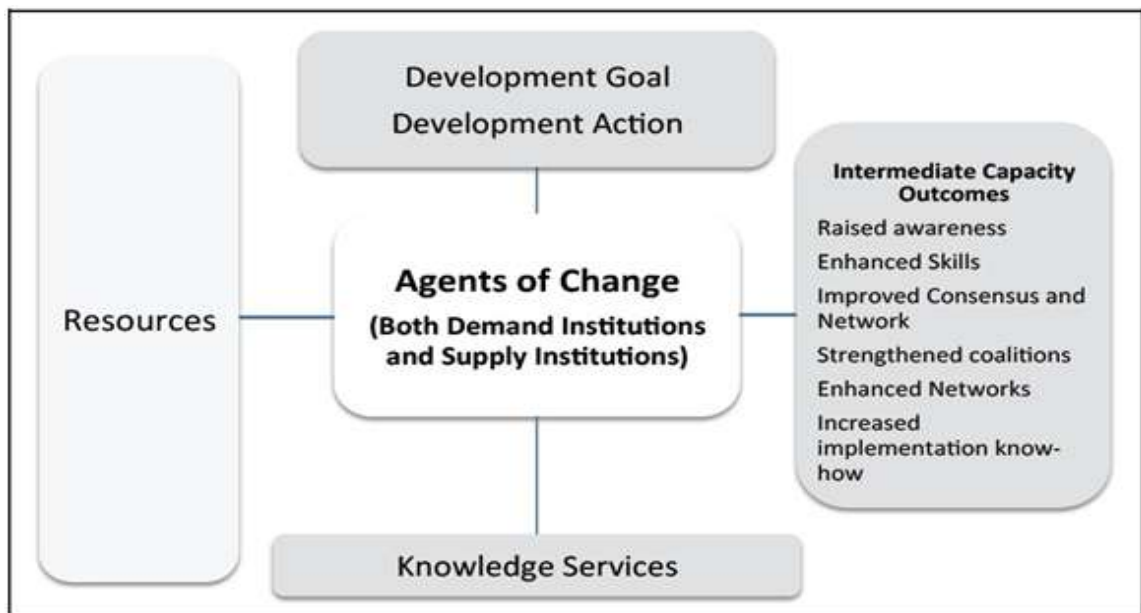 Development Goal
Development Action
Resources
Agents of Change
(Both Demand Institutions
and Supply Institutions)
Intermediate Capacity
Outcomes
Raised awareness
Enhanced Skills
Improved Consensus and
Network
Strengthened coalitions
Enhanced Networks
Increased
implementation know-
how
Knowledge Services